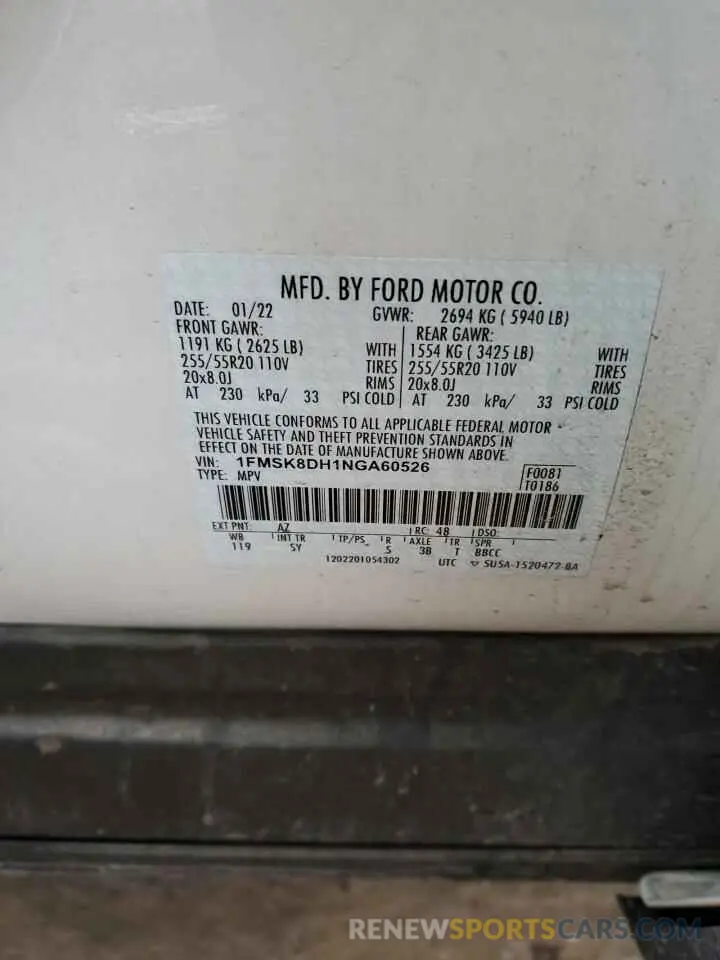 MFD. BY FORD MOTOR CO.
DATE: 01/22 GVWR: 2694 KG ( 5940 LB)
FRONT GAWR: REAR GAWR:
1191 KG ( 2625 LB) WITH 1554 KG ( 3425 LB) WITH
255/55R20 110V TIRES 255/55R20 110V TIRES
20x8.0J RIMS 20x8.0J RIMS
AT 230 kPa/ 33 PSI COLD AT 230 kPa/ 33 PSI COLD
THIS VEHICLE CONFORMS TO ALL APPLICABLE FEDERAL MOTOR
VEHICLE SAFETY AND THEFT PREVENTION STANDARDS IN
EFFECT ON THE DATE OF MANUFACTURE SHOWN ABOVE.
VIN: 1FMSK8DH1NGA60526 F0081
TYPE: MPV T0186
EXT PNT: AZ RC: 48 DSO:
WB INT TR TP/PS R AXLE TR SPR
119 SY S 3B T BBCC
1202201054302 UTC ▽ SUSA-1520472-BA
RENEWSPORTSCARS.COM